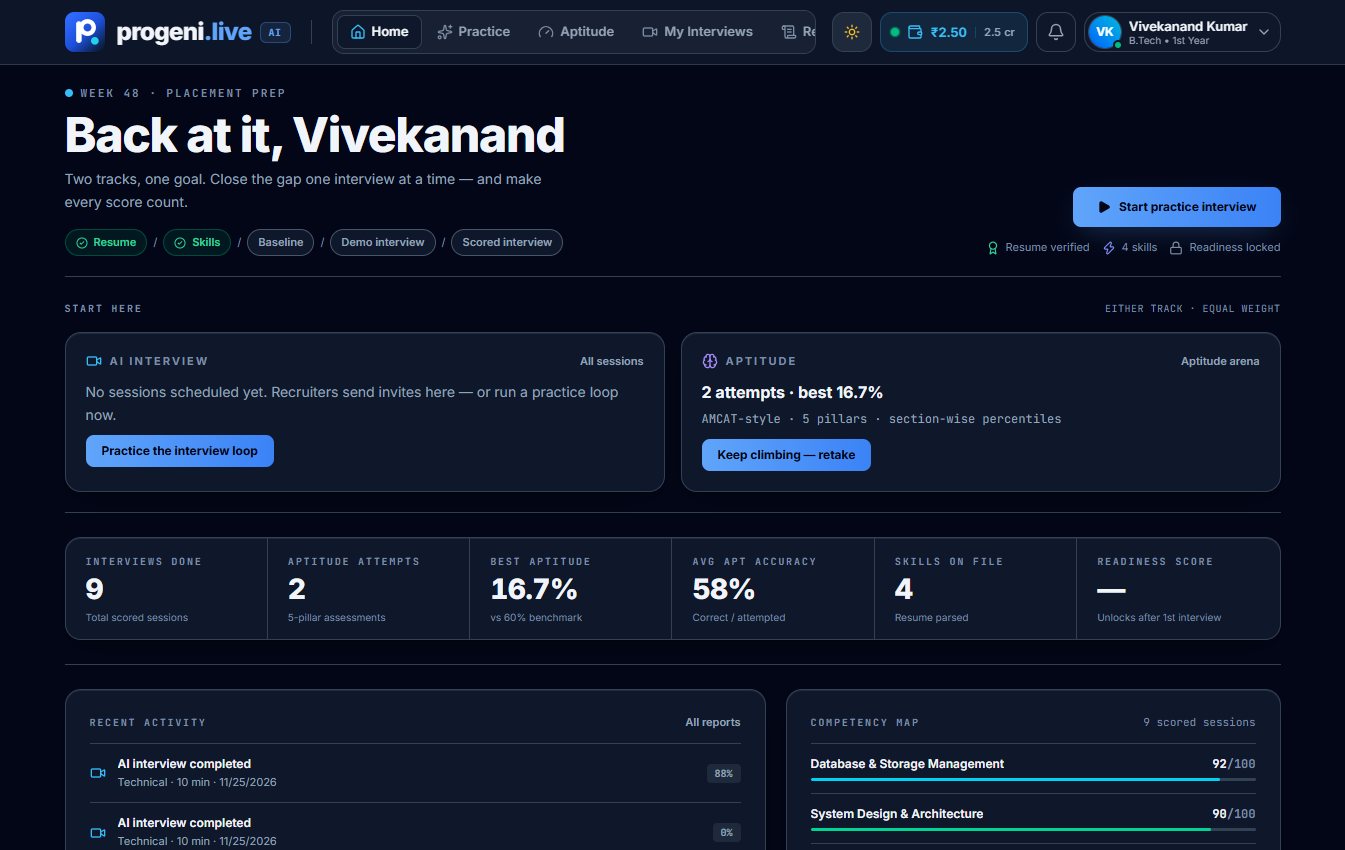 progeni.live AI
Home Practice Aptitude My Interviews Re
₹2.50 2.5 cr
VK Vivekanand Kumar
B.Tech • 1st Year
WEEK 48 · PLACEMENT PREP
Back at it, Vivekanand
Two tracks, one goal. Close the gap one interview at a time — and make
every score count.
Start practice interview
Resume / Skills / Baseline / Demo interview / Scored interview
Resume verified 4 skills Readiness locked
START HERE
EITHER TRACK · EQUAL WEIGHT
AI INTERVIEW
All sessions
No sessions scheduled yet. Recruiters send invites here — or run a practice loop
now.
Practice the interview loop
APTITUDE
Aptitude arena
2 attempts · best 16.7%
AMCAT-style · 5 pillars · section-wise percentiles
Keep climbing — retake
INTERVIEWS DONE
9
Total scored sessions
APTITUDE ATTEMPTS
2
5-pillar assessments
BEST APTITUDE
16.7%
vs 60% benchmark
AVG APT ACCURACY
58%
Correct / attempted
SKILLS ON FILE
4
Resume parsed
READINESS SCORE
—
Unlocks after 1st interview
RECENT ACTIVITY
All reports
AI interview completed
Technical · 10 min · 11/25/2026
88%
AI interview completed
Technical · 10 min · 11/25/2026
0%
COMPETENCY MAP
9 scored sessions
Database & Storage Management
92/100
System Design & Architecture
90/100